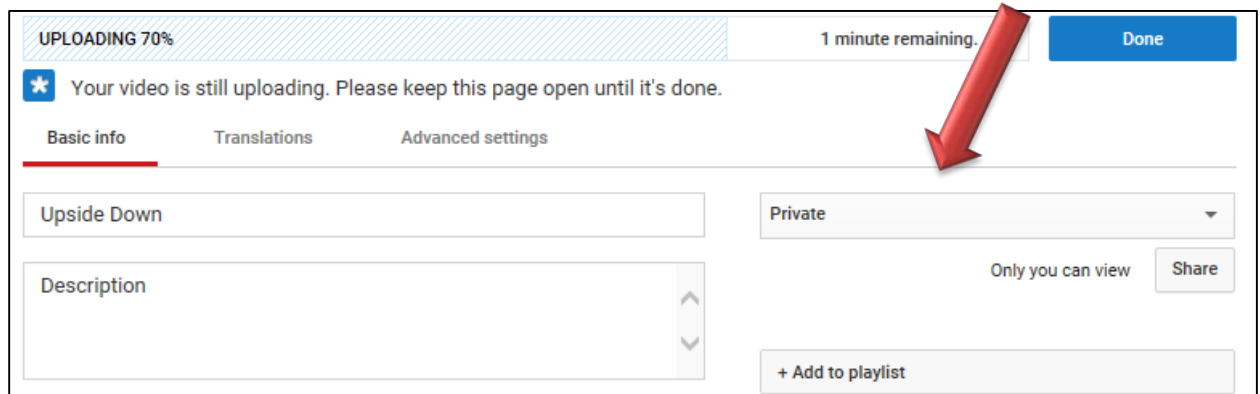 UPLOADING 70% 1 minute remaining. Done
Your video is still uploading. Please keep this page open until it's done.
Basic info Translations Advanced settings
Upside Down Private
Only you can view Share
Description
+ Add to playlist